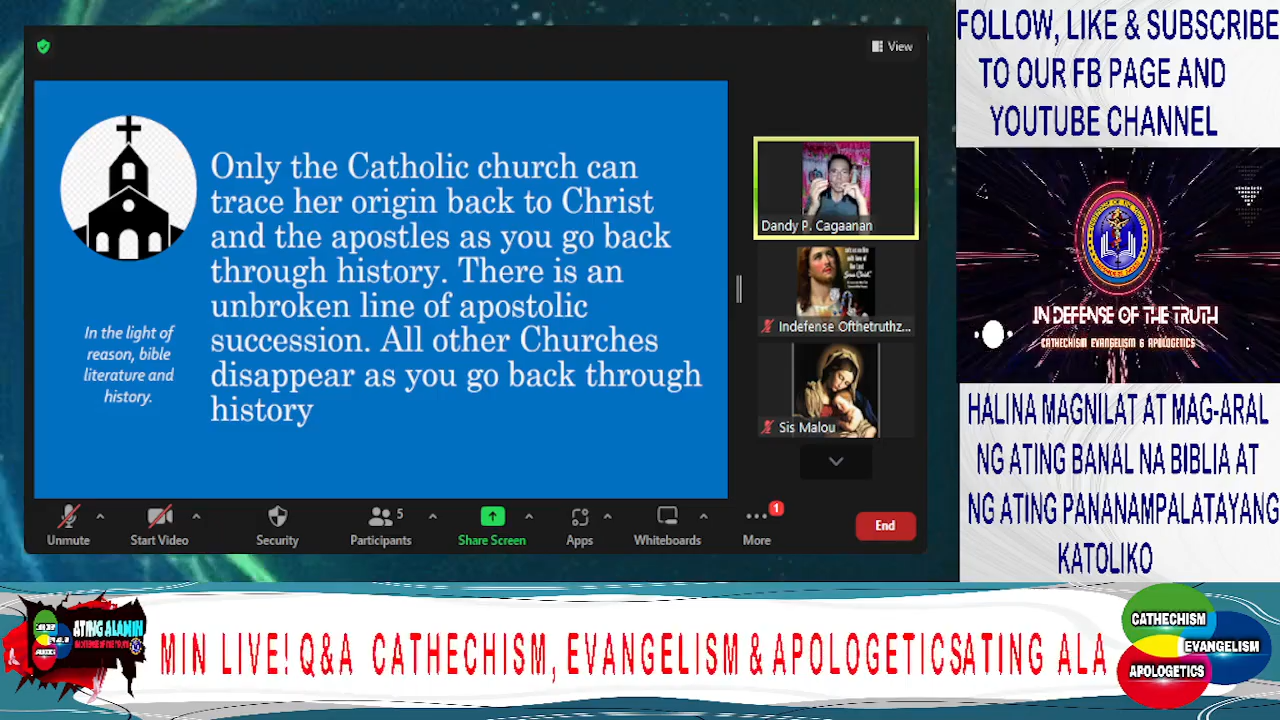 FOLLOW, LIKE & SUBSCRIBE
TO OUR FB PAGE AND
YOUTUBE CHANNEL
View
Only the Catholic church can
trace her origin back to Christ
and the apostles as you go back
through history. There is an
unbroken line of apostolic
succession. All other Churches
disappear as you go back through
history
In the light of
reason, bible
literature and
history.
Dandy P. Cagaanan
Indefense Ofthetruthz...
Sis Malou
IN DEFENSE OF THE TRUTH
CATECHISM EVANGELISM & APOLOGETICS
HALINA MAGNILAT AT MAG-ARAL
NG ATING BANAL NA BIBLIA AT
NG ATING PANANAMPALATAYANG
KATOLIKO
Unmute
Start Video
Security
5
Participants
Share Screen
Apps
Whiteboards
1
More
End
ATING ALAMIN
MIN LIVE! Q&A CATHECHISM, EVANGELISM & APOLOGETICSATING ALA
CATHECHISM
EVANGELISM
APOLOGETICS